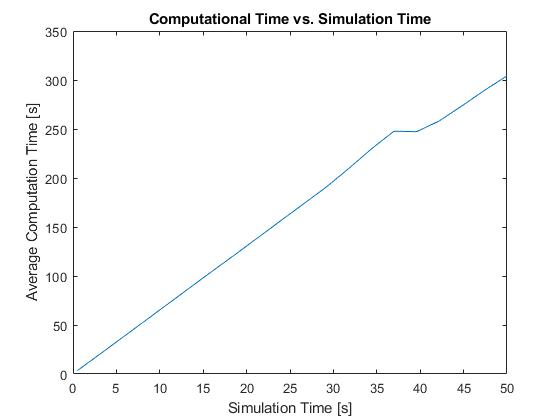 Computational Time vs. Simulation Time
350
300
250
200
150
100
50
0
Average Computation Time [s]
0 5 10 15 20 25 30 35 40 45 50
Simulation Time [s]